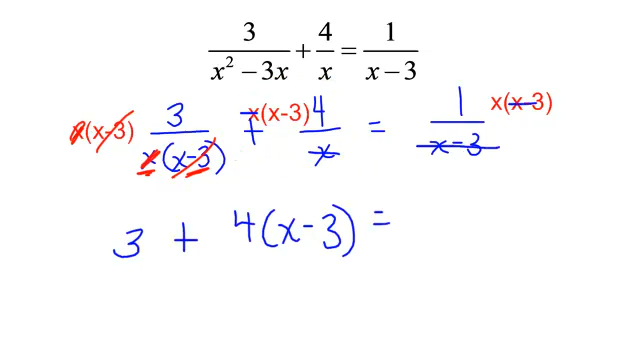 3/(x² − 3x) + 4/x = 1/(x − 3)
x(x-3) 3/(x(x-3)) + x(x-3) 4/x = 1/(x-3) x(x-3)
3 + 4(x-3) =